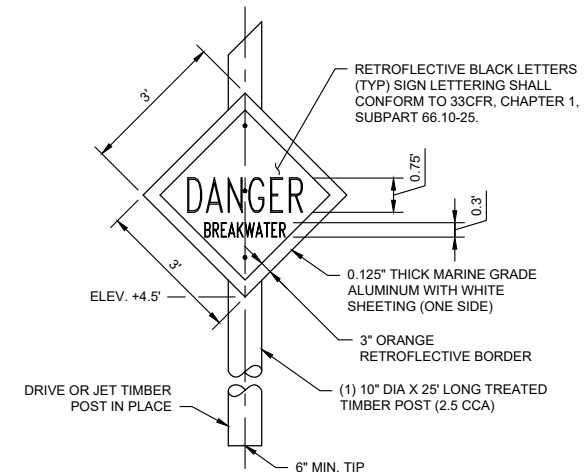 RETROFLECTIVE BLACK LETTERS
(TYP) SIGN LETTERING SHALL
CONFORM TO 33CFR, CHAPTER 1,
SUBPART 66.10-25.
3'
0.75'
DANGER
BREAKWATER
0.3'
3'
0.125" THICK MARINE GRADE
ALUMINUM WITH WHITE
SHEETING (ONE SIDE)
ELEV. +4.5'
3" ORANGE
RETROFLECTIVE BORDER
DRIVE OR JET TIMBER
POST IN PLACE
(1) 10" DIA X 25' LONG TREATED
TIMBER POST (2.5 CCA)
6" MIN. TIP